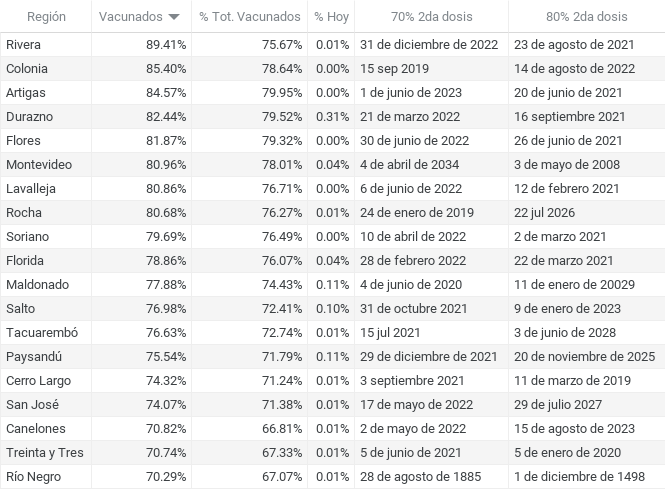 Región Vacunados % Tot. Vacunados % Hoy 70% 2da dosis 80% 2da dosis
Rivera 89.41% 75.67% 0.01% 31 de diciembre de 2022 23 de agosto de 2021
Colonia 85.40% 78.64% 0.00% 15 sep 2019 14 de agosto de 2022
Artigas 84.57% 79.95% 0.00% 1 de junio de 2023 20 de junio de 2021
Durazno 82.44% 79.52% 0.31% 21 de marzo de 2022 16 septiembre 2021
Flores 81.87% 79.32% 0.00% 30 de junio de 2022 26 de junio de 2021
Montevideo 80.96% 78.01% 0.04% 4 de abril de 2034 3 de mayo de 2008
Lavalleja 80.86% 76.71% 0.00% 6 de junio de 2022 12 de febrero 2021
Rocha 80.68% 76.27% 0.01% 24 de enero de 2019 22 jul 2026
Soriano 79.69% 76.49% 0.00% 10 de abril de 2022 2 de marzo 2021
Florida 78.86% 76.07% 0.04% 28 de febrero de 2022 22 de marzo 2021
Maldonado 77.88% 74.43% 0.11% 4 de junio de 2020 11 de enero de 20029
Salto 76.98% 72.41% 0.10% 31 de octubre 2021 9 de enero de 2023
Tacuarembó 76.63% 72.74% 0.01% 15 jul 2021 3 de junio de 2028
Paysandú 75.54% 71.79% 0.11% 29 de diciembre de 2021 20 de noviembre de 2025
Cerro Largo 74.32% 71.24% 0.01% 3 septiembre 2021 11 de marzo de 2019
San José 74.07% 71.38% 0.01% 17 de mayo de 2022 29 de julio 2027
Canelones 70.82% 66.81% 0.01% 2 de mayo de 2022 15 de agosto de 2023
Treinta y Tres 70.74% 67.33% 0.01% 5 de junio de 2021 5 de enero de 2020
Río Negro 70.29% 67.07% 0.01% 28 de agosto de 1885 1 de diciembre de 1498